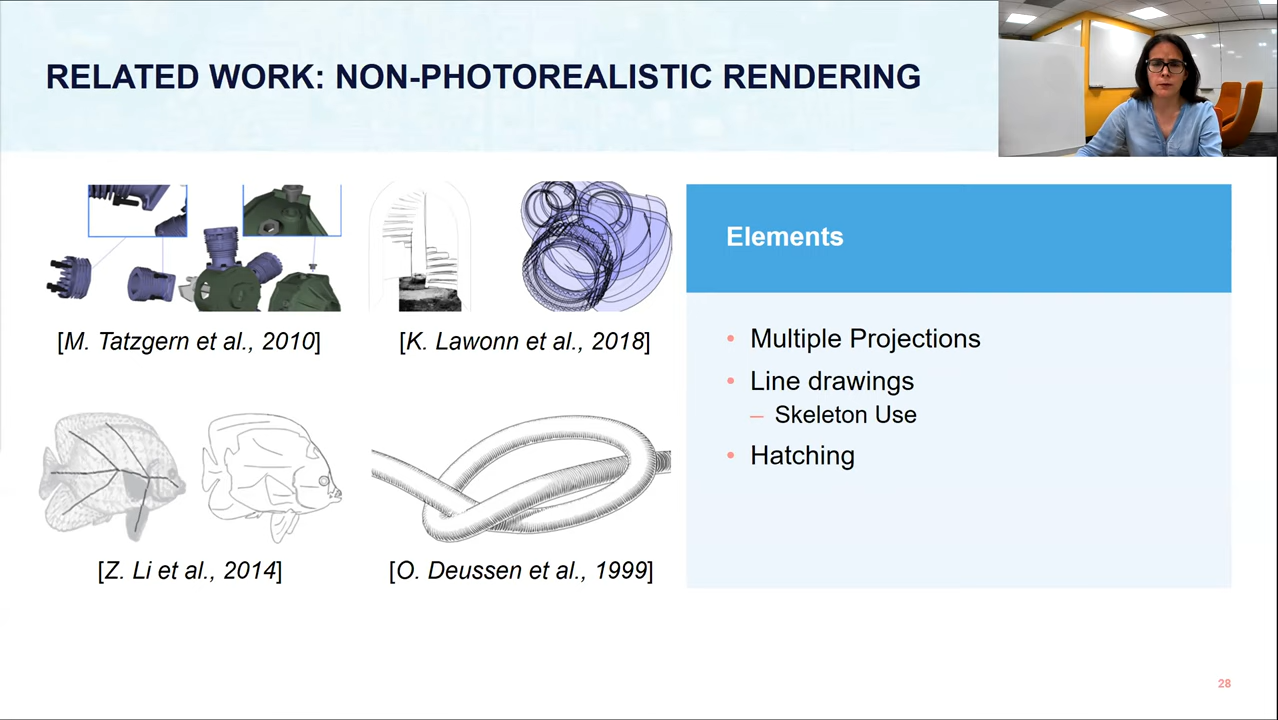 RELATED WORK: NON-PHOTOREALISTIC RENDERING
[M. Tatzgern et al., 2010]
[K. Lawonn et al., 2018]
[Z. Li et al., 2014]
[O. Deussen et al., 1999]
Elements
• Multiple Projections
• Line drawings
– Skeleton Use
• Hatching
28